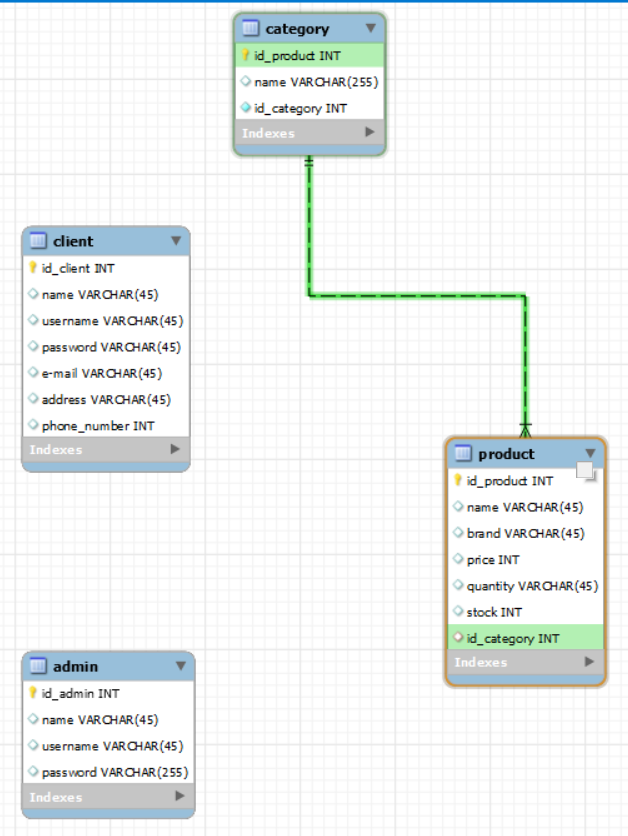 category
id_product INT
name VARCHAR(255)
id_category INT
Indexes
client
id_client INT
name VARCHAR(45)
username VARCHAR(45)
password VARCHAR(45)
e-mail VARCHAR(45)
address VARCHAR(45)
phone_number INT
Indexes
product
id_product INT
name VARCHAR(45)
brand VARCHAR(45)
price INT
quantity VARCHAR(45)
stock INT
id_category INT
Indexes
admin
id_admin INT
name VARCHAR(45)
username VARCHAR(45)
password VARCHAR(255)
Indexes